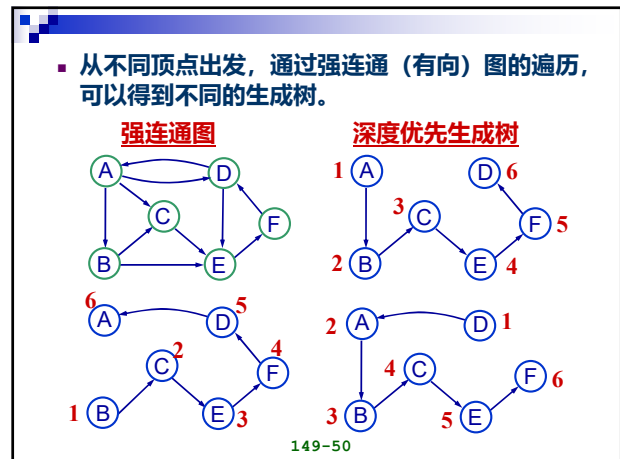 从不同顶点出发，通过强连通（有向）图的遍历，
可以得到不同的生成树。
强连通图
A
D
C
F
B
E
深度优先生成树
1 A
D 6
3
C
F 5
2 B
E 4
6
A
5
D
2
C
4
F
1 B
E 3
2 A
D 1
4
C
F 6
3 B
5 E
149-50